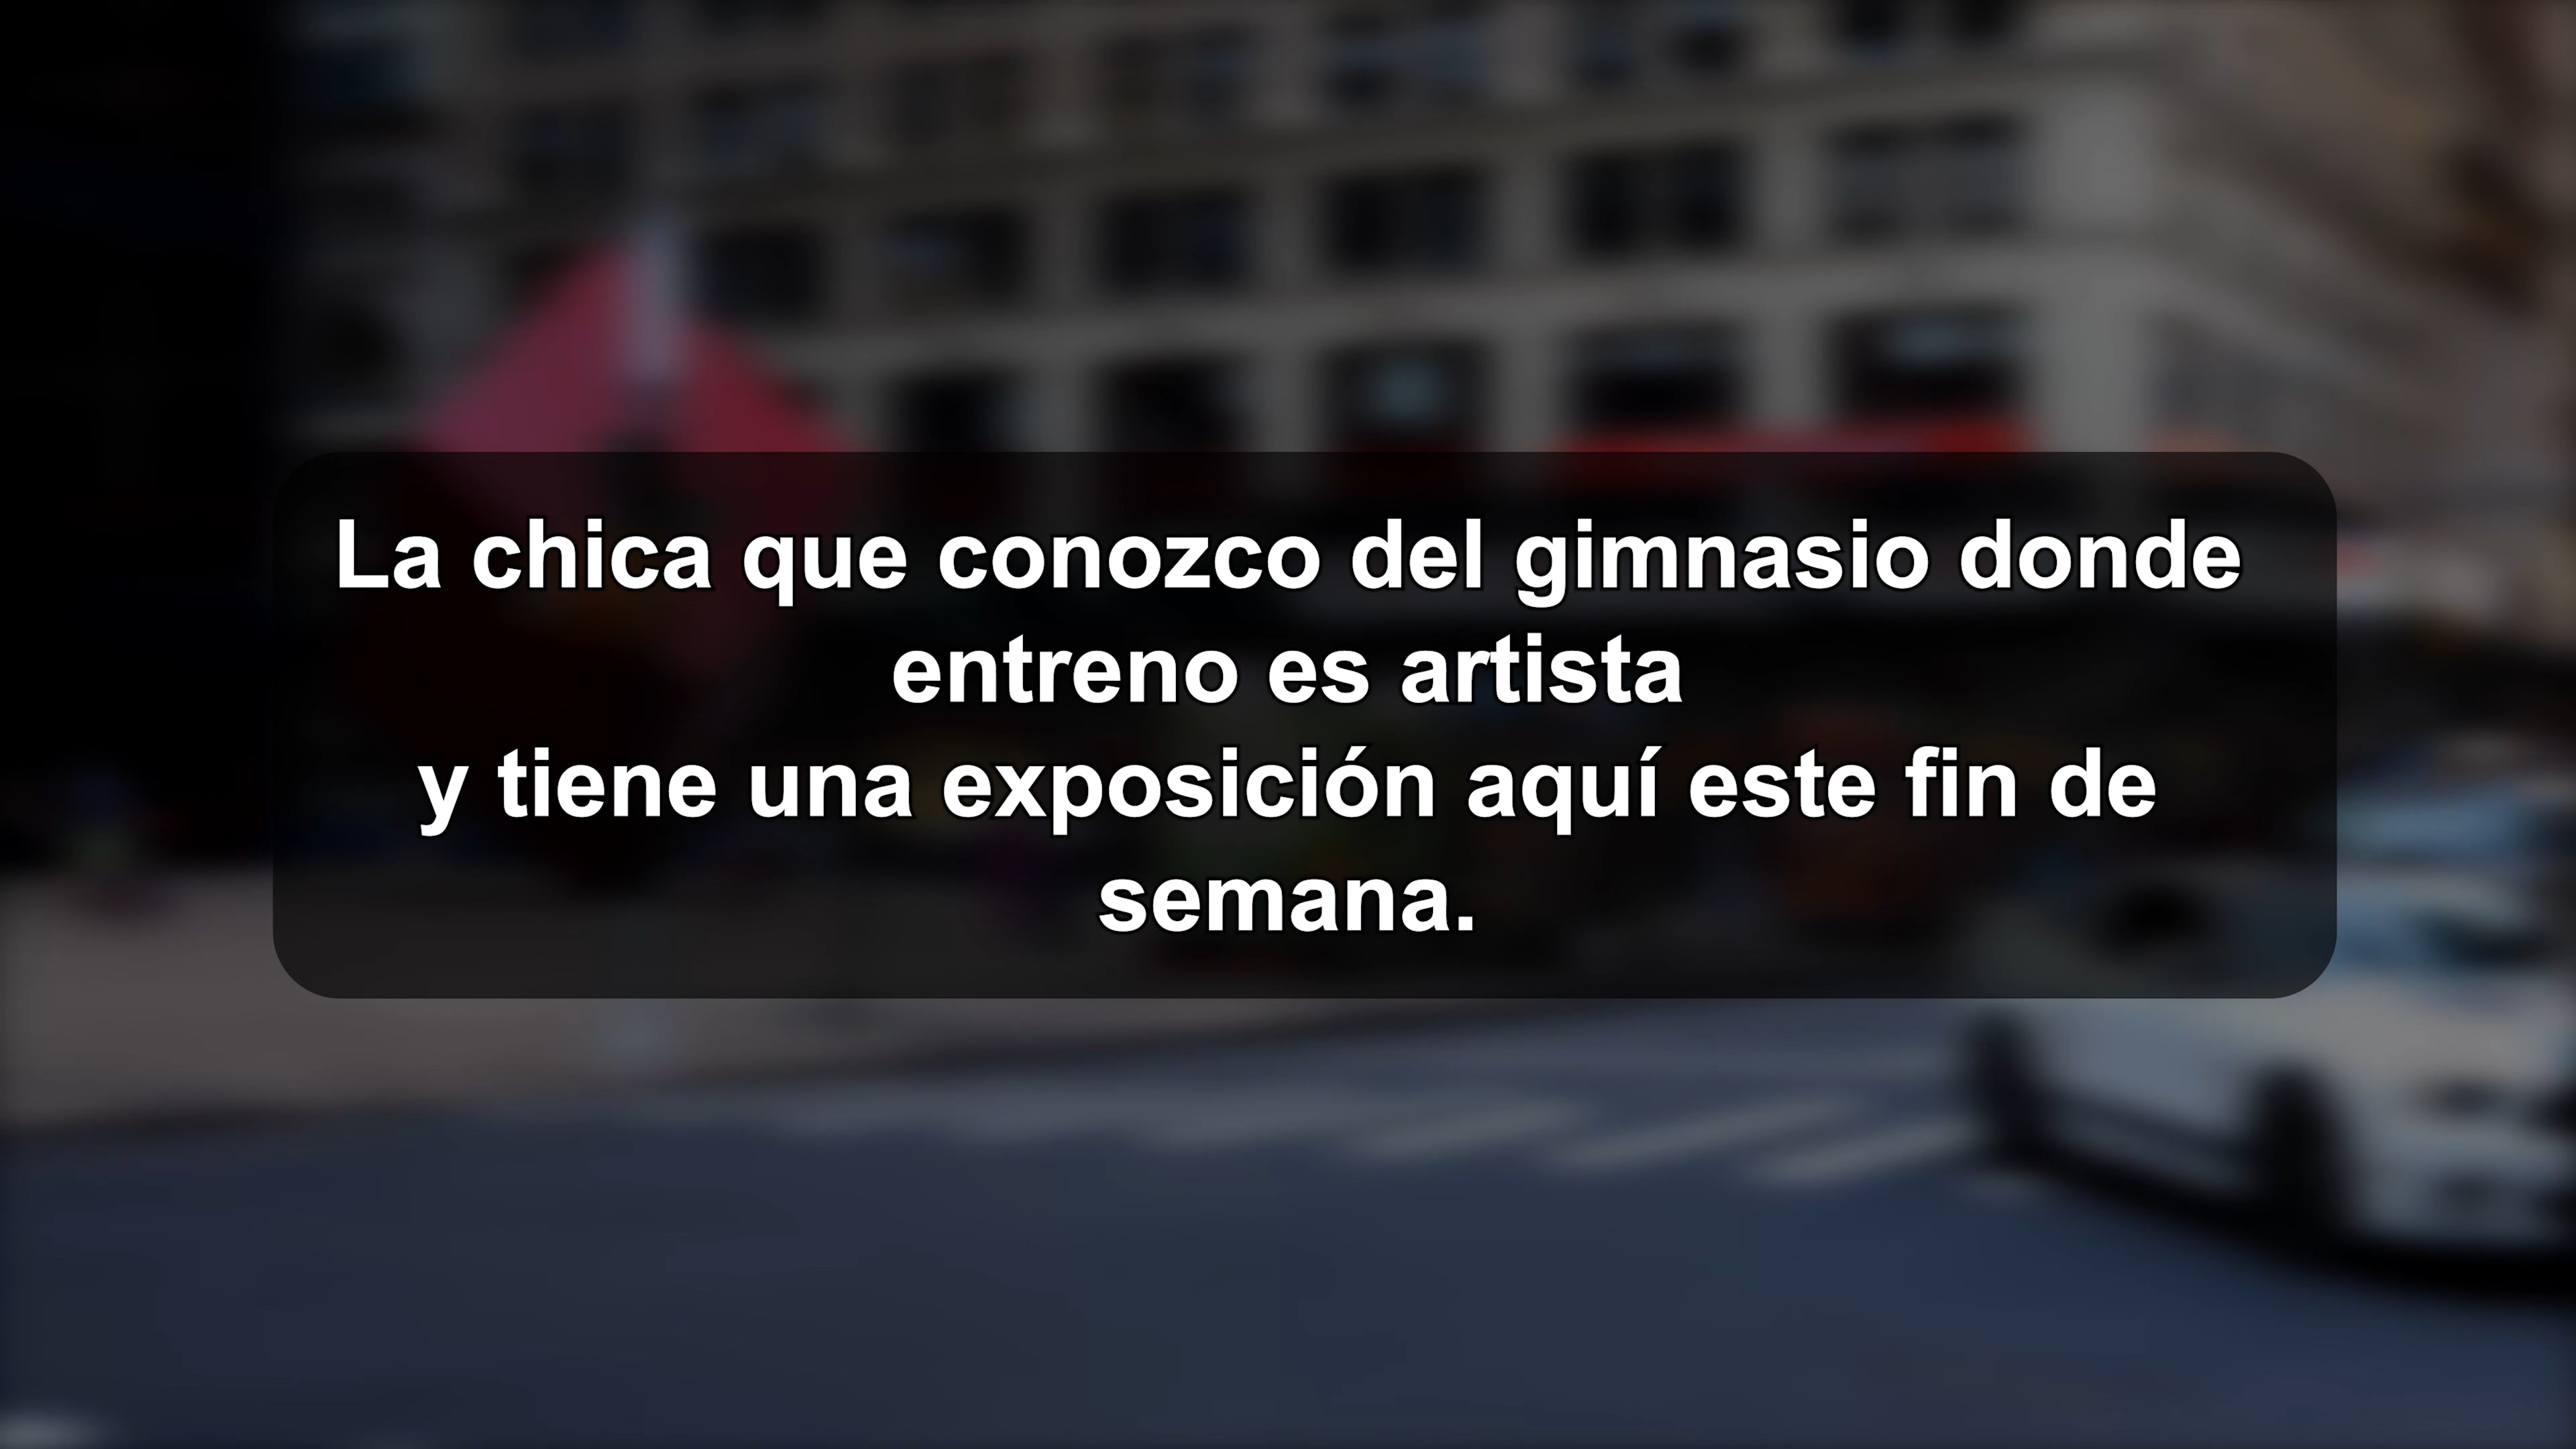 La chica que conozco del gimnasio donde
entreno es artista
y tiene una exposición aquí este fin de
semana.